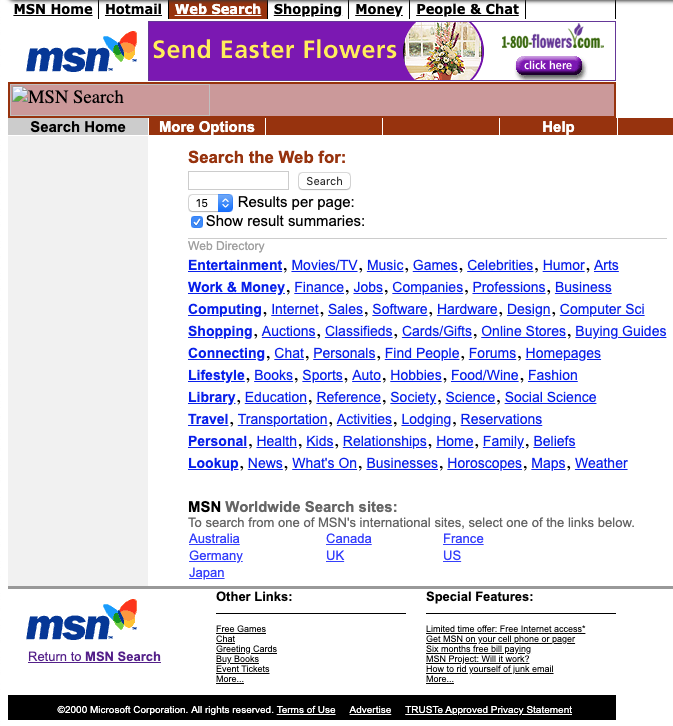 MSN Home Hotmail Web Search Shopping Money People & Chat
msn
Send Easter Flowers
1-800-flowers.com.
click here
MSN Search
Search Home More Options Help
Search the Web for:
Search
15 Results per page:
Show result summaries:
Web Directory
Entertainment, Movies/TV, Music, Games, Celebrities, Humor, Arts
Work & Money, Finance, Jobs, Companies, Professions, Business
Computing, Internet, Sales, Software, Hardware, Design, Computer Sci
Shopping, Auctions, Classifieds, Cards/Gifts, Online Stores, Buying Guides
Connecting, Chat, Personals, Find People, Forums, Homepages
Lifestyle, Books, Sports, Auto, Hobbies, Food/Wine, Fashion
Library, Education, Reference, Society, Science, Social Science
Travel, Transportation, Activities, Lodging, Reservations
Personal, Health, Kids, Relationships, Home, Family, Beliefs
Lookup, News, What's On, Businesses, Horoscopes, Maps, Weather
MSN Worldwide Search sites:
To search from one of MSN's international sites, select one of the links below.
Australia Canada France
Germany UK US
Japan
msn
Return to MSN Search
Other Links:
Free Games
Chat
Greeting Cards
Buy Books
Event Tickets
More...
Special Features:
Limited time offer: Free Internet access*
Get MSN on your cell phone or pager
Six months free bill paying
MSN Project: Will it work?
How to rid yourself of junk email
More...
©2000 Microsoft Corporation. All rights reserved. Terms of Use Advertise TRUSTe Approved Privacy Statement